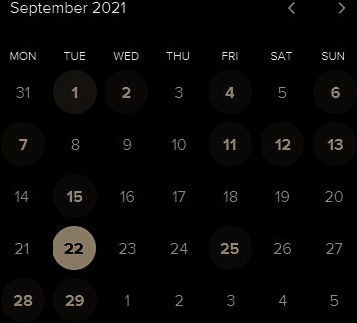 September 2021
MON TUE WED THU FRI SAT SUN
31 1 2 3 4 5 6
7 8 9 10 11 12 13
14 15 16 17 18 19 20
21 22 23 24 25 26 27
28 29 1 2 3 4 5